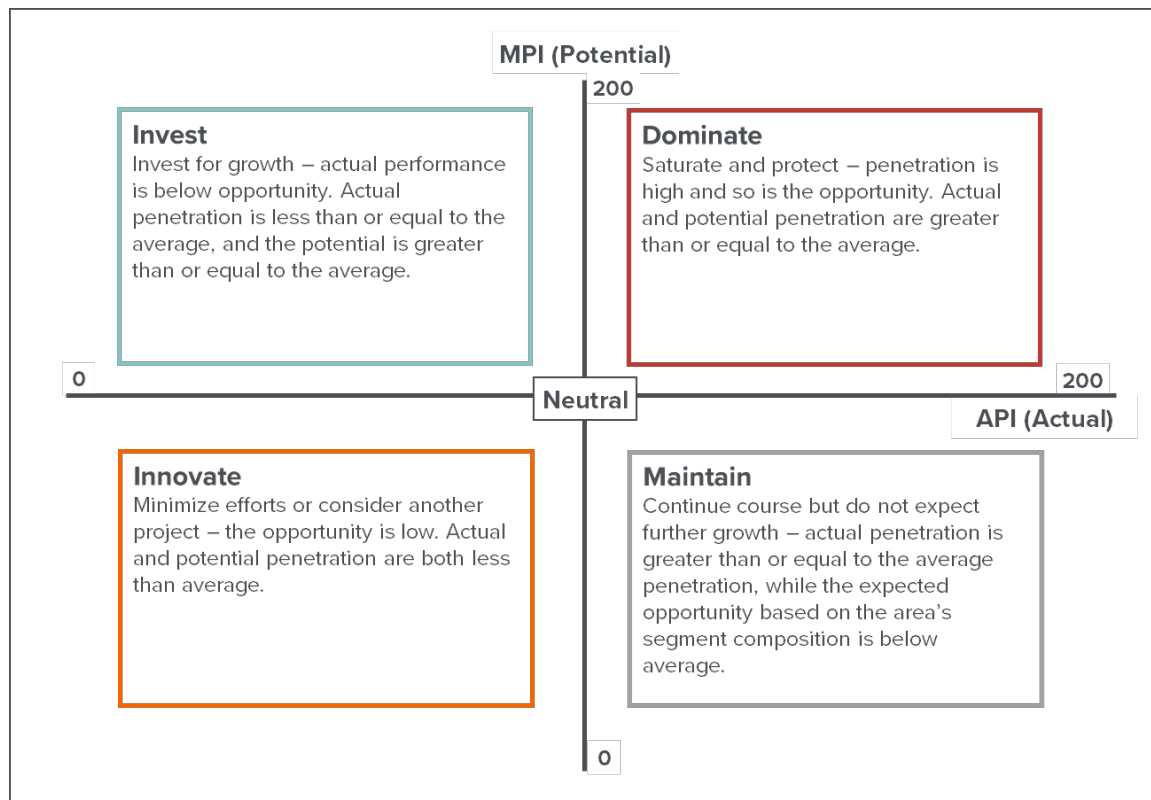 MPI (Potential)
200
Invest
Invest for growth – actual performance
is below opportunity. Actual
penetration is less than or equal to the
average, and the potential is greater
than or equal to the average.
Dominate
Saturate and protect – penetration is
high and so is the opportunity. Actual
and potential penetration are greater
than or equal to the average.
0
Neutral
200
API (Actual)
Innovate
Minimize efforts or consider another
project – the opportunity is low. Actual
and potential penetration are both less
than average.
Maintain
Continue course but do not expect
further growth – actual penetration is
greater than or equal to the average
penetration, while the expected
opportunity based on the area’s
segment composition is below
average.
0